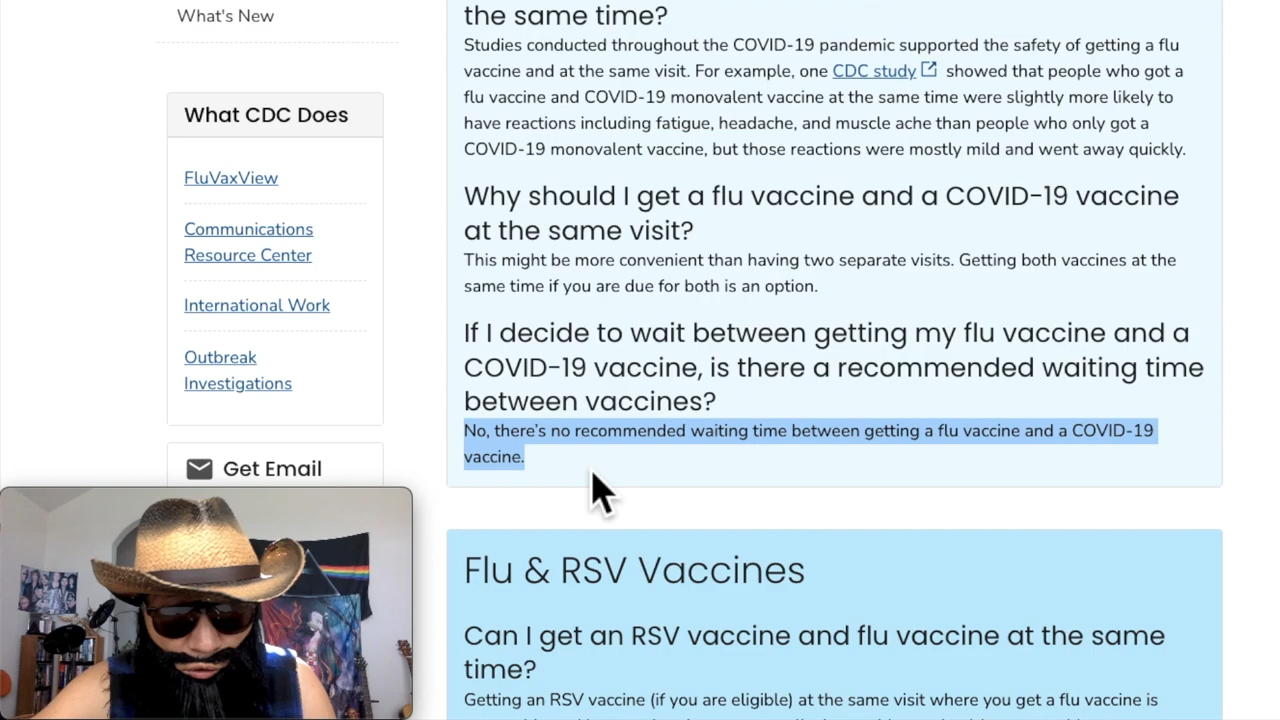 What's New
What CDC Does
FluVaxView
Communications
Resource Center
International Work
Outbreak
Investigations
Get Email
the same time?
Studies conducted throughout the COVID-19 pandemic supported the safety of getting a flu
vaccine and at the same visit. For example, one CDC study showed that people who got a
flu vaccine and COVID-19 monovalent vaccine at the same time were slightly more likely to
have reactions including fatigue, headache, and muscle ache than people who only got a
COVID-19 monovalent vaccine, but those reactions were mostly mild and went away quickly.
Why should I get a flu vaccine and a COVID-19 vaccine
at the same visit?
This might be more convenient than having two separate visits. Getting both vaccines at the
same time if you are due for both is an option.
If I decide to wait between getting my flu vaccine and a
COVID-19 vaccine, is there a recommended waiting time
between vaccines?
No, there’s no recommended waiting time between getting a flu vaccine and a COVID-19
vaccine.
Flu & RSV Vaccines
Can I get an RSV vaccine and flu vaccine at the same
time?
Getting an RSV vaccine (if you are eligible) at the same visit where you get a flu vaccine is